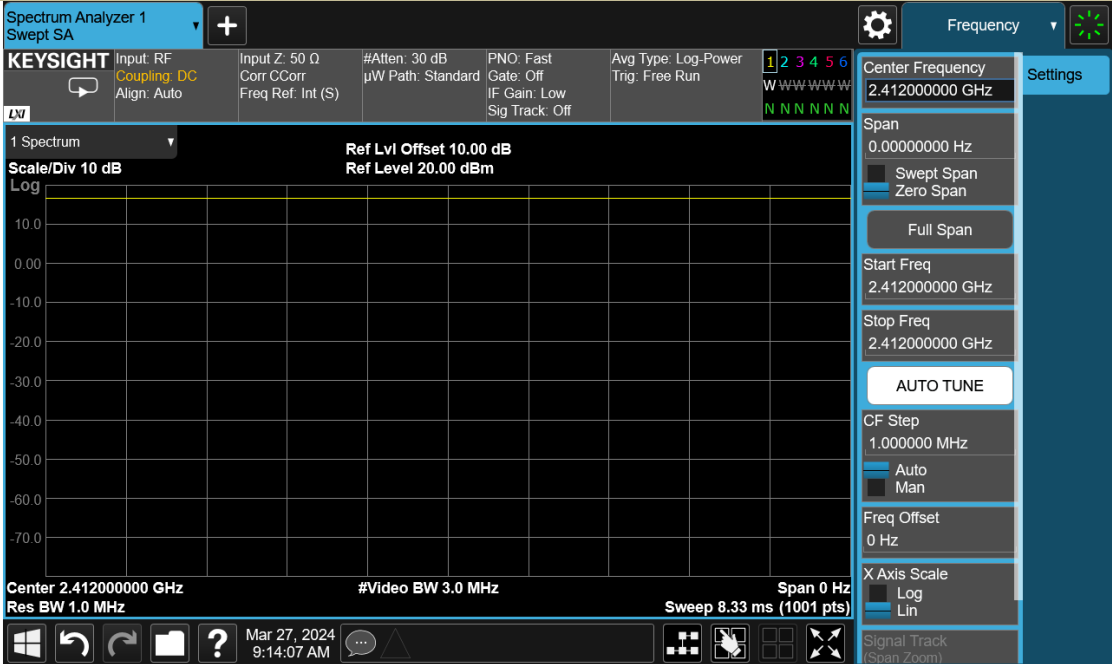 Spectrum Analyzer 1
Swept SA
Frequency
KEYSIGHT
LXI
Input: RF
Coupling: DC
Align: Auto
Input Z: 50 Ω
Corr CCorr
Freq Ref: Int (S)
#Atten: 30 dB
µW Path: Standard
PNO: Fast
Gate: Off
IF Gain: Low
Sig Track: Off
Avg Type: Log-Power
Trig: Free Run
1 2 3 4 5 6
W W W W W W
N N N N N N
1 Spectrum
Scale/Div 10 dB
Log
Ref Lvl Offset 10.00 dB
Ref Level 20.00 dBm
10.0
0.00
-10.0
-20.0
-30.0
-40.0
-50.0
-60.0
-70.0
Center 2.412000000 GHz
Res BW 1.0 MHz
#Video BW 3.0 MHz
Span 0 Hz
Sweep 8.33 ms (1001 pts)
?
Mar 27, 2024
9:14:07 AM
Center Frequency
2.412000000 GHz
Span
0.00000000 Hz
Swept Span
Zero Span
Full Span
Start Freq
2.412000000 GHz
Stop Freq
2.412000000 GHz
AUTO TUNE
CF Step
1.000000 MHz
Auto
Man
Freq Offset
0 Hz
X Axis Scale
Log
Lin
Signal Track
(Span Zoom)
Settings